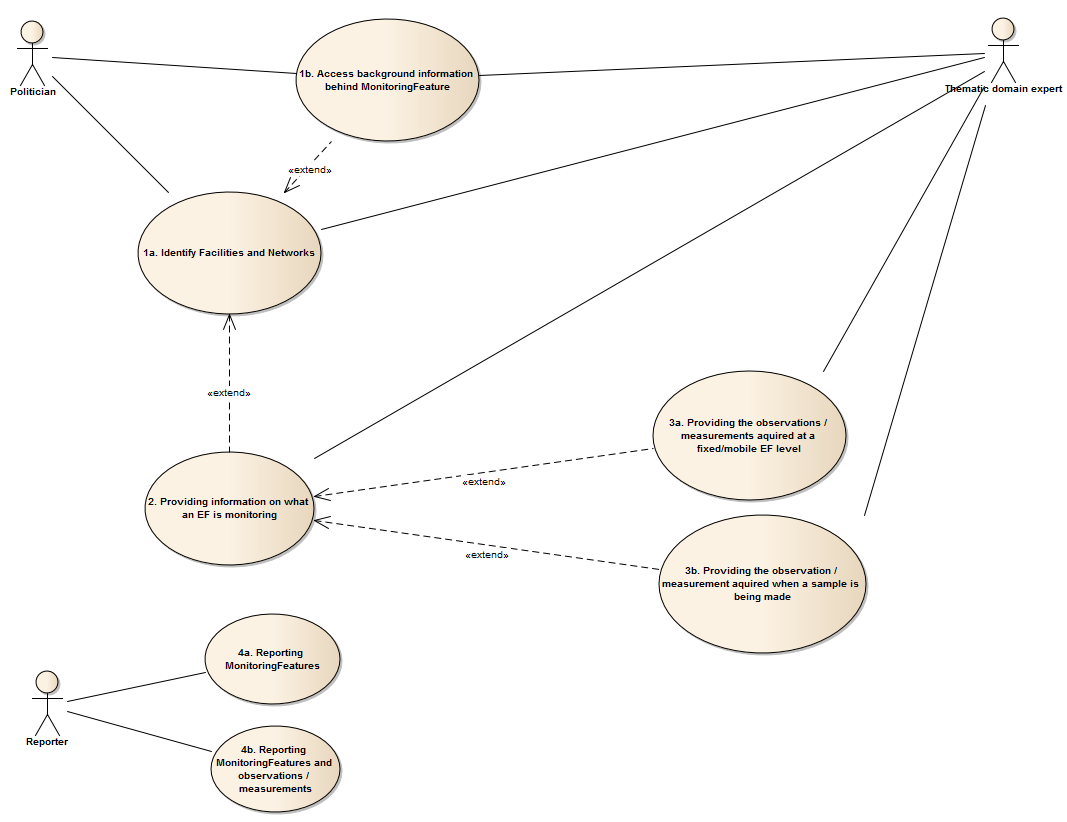 1b. Access background information
behind MonitoringFeature
Politician
Thematic domain expert
«extend»
1a. Identify Facilities and Networks
«extend»
3a. Providing the observations /
measurements aquired at a
fixed/mobile EF level
«extend»
2. Providing information on what
an EF is monitoring
«extend»
3b. Providing the observation /
measurement aquired when a sample is
being made
4a. Reporting
MonitoringFeatures
Reporter
4b. Reporting
MonitoringFeatures and
observations /
measurements